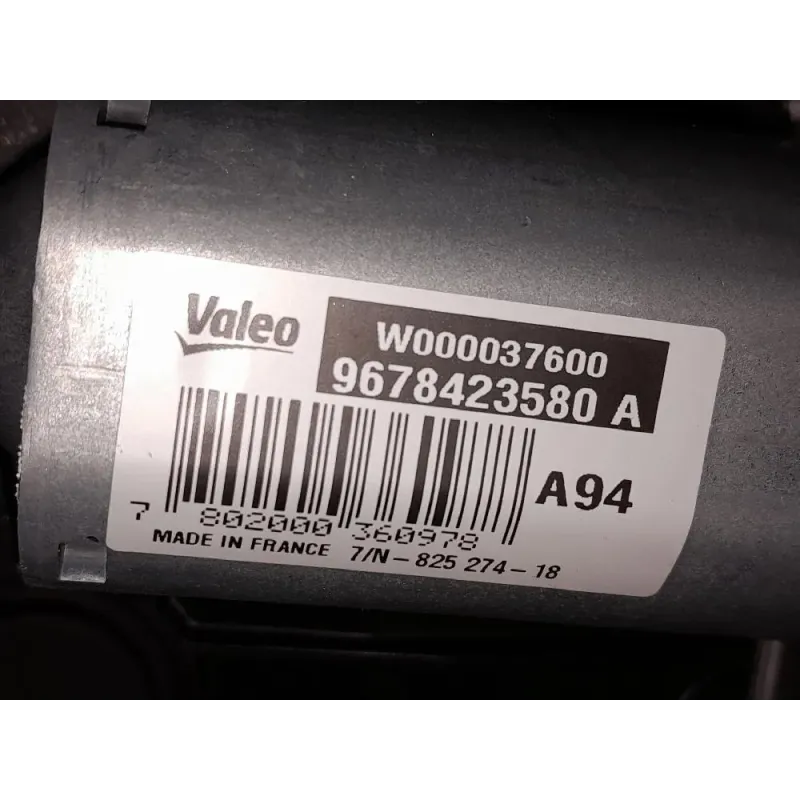 Valeo
W000037600
9678423580 A
A94
7 802000 360978
MADE IN FRANCE 7/N-825 274-18